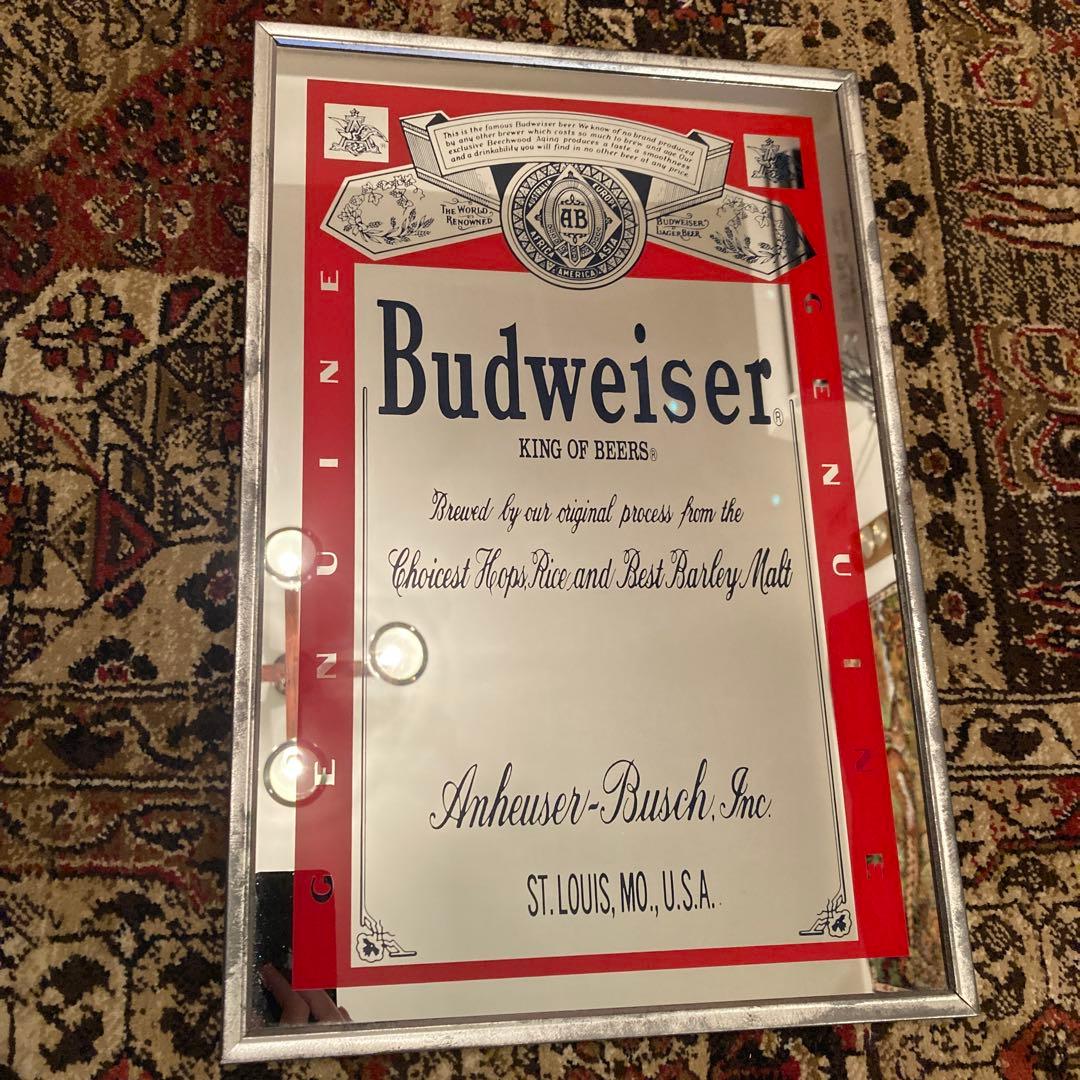 This is the famous Budweiser beer. We know of no brand produced
by any other brewer which costs so much to brew and age. Our
exclusive Beechwood Aging produces a taste, a smoothness
and a drinkability you will find in no other beer at any price.
THE WORLD
RENOWNED
BUDWEISER
LAGER BEER
AUSTRALIA
EUROPE
AFRICA
ASIA
AMERICA
AB
GENUINE
GENUINE
Budweiser®
KING OF BEERS®
Brewed by our original process from the
Choicest Hops, Rice and Best Barley Malt
Anheuser-Busch, Inc.
ST. LOUIS, MO., U.S.A.